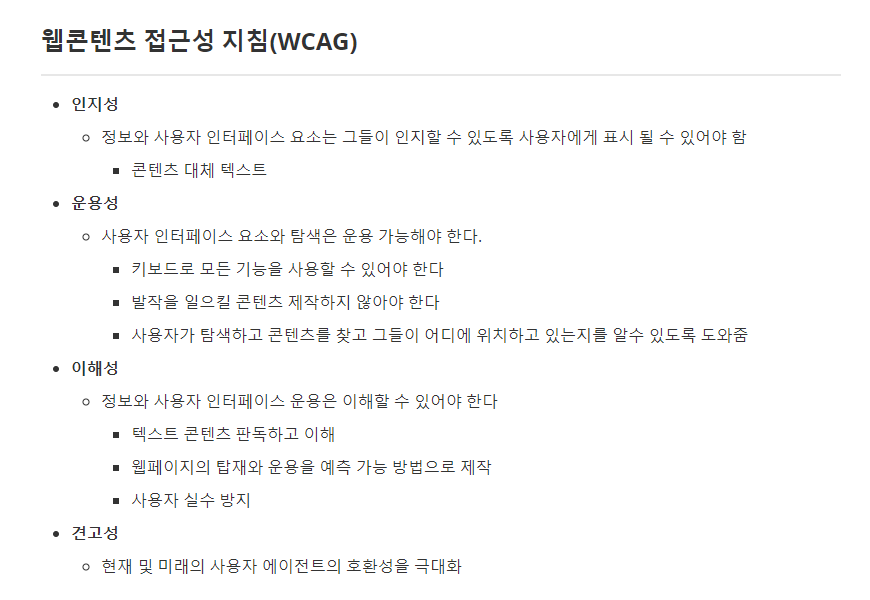 웹콘텐츠 접근성 지침(WCAG)
인지성
정보와 사용자 인터페이스 요소는 그들이 인지할 수 있도록 사용자에게 표시 될 수 있어야 함
콘텐츠 대체 텍스트
운용성
사용자 인터페이스 요소와 탐색은 운용 가능해야 한다.
키보드로 모든 기능을 사용할 수 있어야 한다
발작을 일으킬 콘텐츠 제작하지 않아야 한다
사용자가 탐색하고 콘텐츠를 찾고 그들이 어디에 위치하고 있는지를 알수 있도록 도와줌
이해성
정보와 사용자 인터페이스 운용은 이해할 수 있어야 한다
텍스트 콘텐츠 판독하고 이해
웹페이지의 탑재와 운용을 예측 가능 방법으로 제작
사용자 실수 방지
견고성
현재 및 미래의 사용자 에이전트의 호환성을 극대화